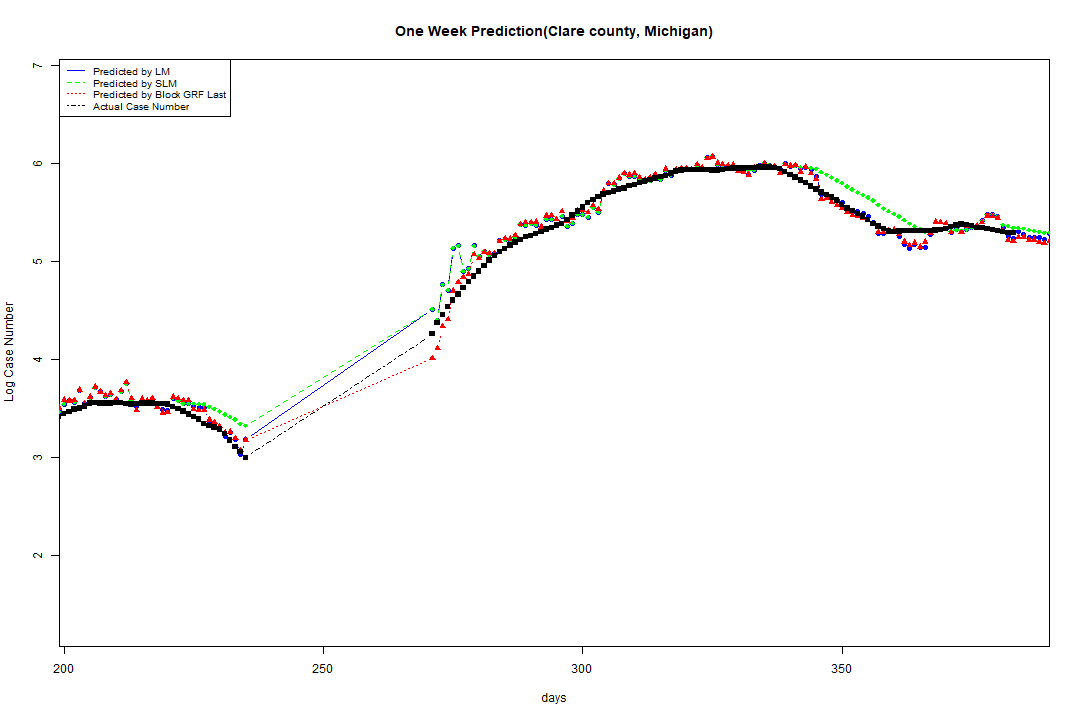 One Week Prediction(Clare county, Michigan)
Predicted by LM
Predicted by SLM
Predicted by Block GRF Last
Actual Case Number
7
6
5
4
3
2
Log Case Number
200 250 300 350
days